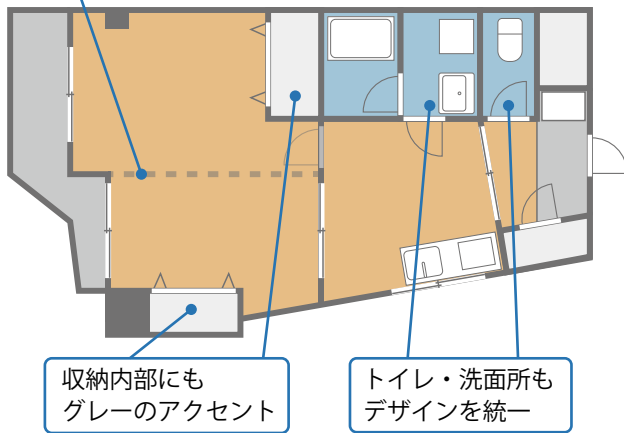 収納内部にも
グレーのアクセント
トイレ・洗面所も
デザインを統一